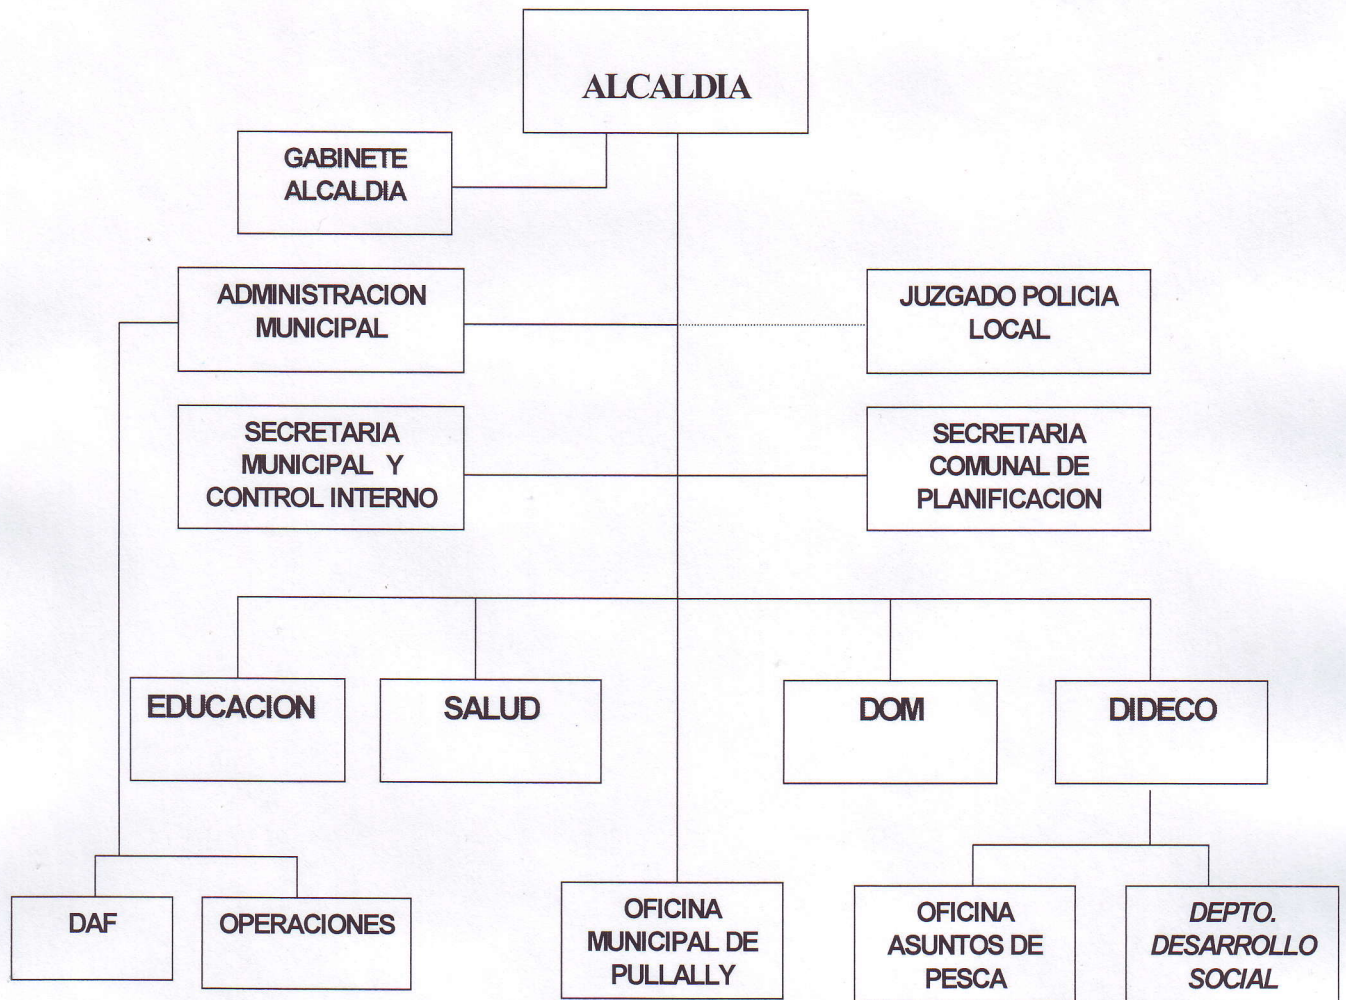 ALCALDIA
GABINETE
ALCALDIA
ADMINISTRACION
MUNICIPAL
JUZGADO POLICIA
LOCAL
SECRETARIA
MUNICIPAL Y
CONTROL INTERNO
SECRETARIA
COMUNAL DE
PLANIFICACION
EDUCACION
SALUD
DOM
DIDECO
DAF
OPERACIONES
OFICINA
MUNICIPAL DE
PULLALLY
OFICINA
ASUNTOS DE
PESCA
DEPTO.
DESARROLLO
SOCIAL